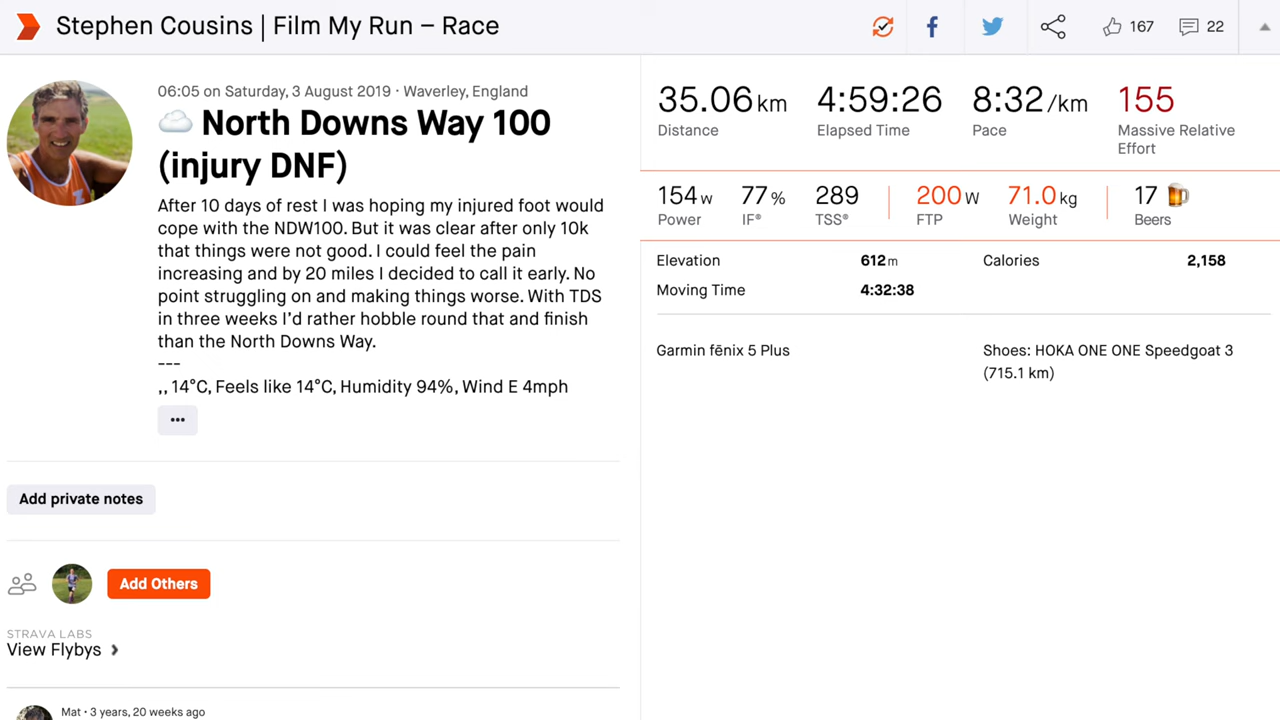 Stephen Cousins | Film My Run – Race
167
22
06:05 on Saturday, 3 August 2019 · Waverley, England
North Downs Way 100
(injury DNF)
After 10 days of rest I was hoping my injured foot would
cope with the NDW100. But it was clear after only 10k
that things were not good. I could feel the pain
increasing and by 20 miles I decided to call it early. No
point struggling on and making things worse. With TDS
in three weeks I'd rather hobble round that and finish
than the North Downs Way.
---
,, 14°C, Feels like 14°C, Humidity 94%, Wind E 4mph
Add private notes
Add Others
STRAVA LABS
View Flybys
Mat · 3 years, 20 weeks ago
35.06 km 4:59:26 8:32 /km 155
Distance Elapsed Time Pace Massive Relative
Effort
154 w 77 % 289 200 W 71.0 kg 17
Power IF® TSS® FTP Weight Beers
Elevation 612 m Calories 2,158
Moving Time 4:32:38
Garmin fēnix 5 Plus Shoes: HOKA ONE ONE Speedgoat 3
(715.1 km)